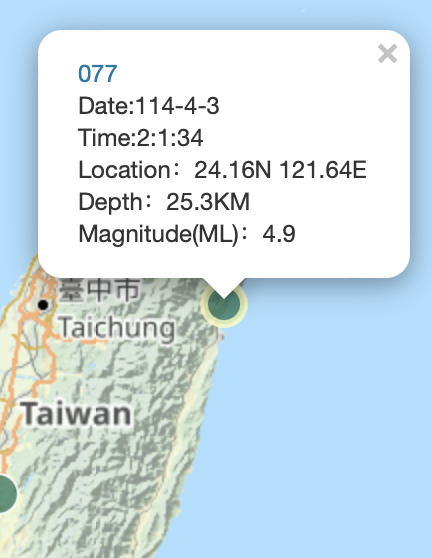 077
Date:114-4-3
Time:2:1:34
Location：24.16N 121.64E
Depth：25.3KM
Magnitude(ML)：4.9
臺中市
Taichung
Taiwan